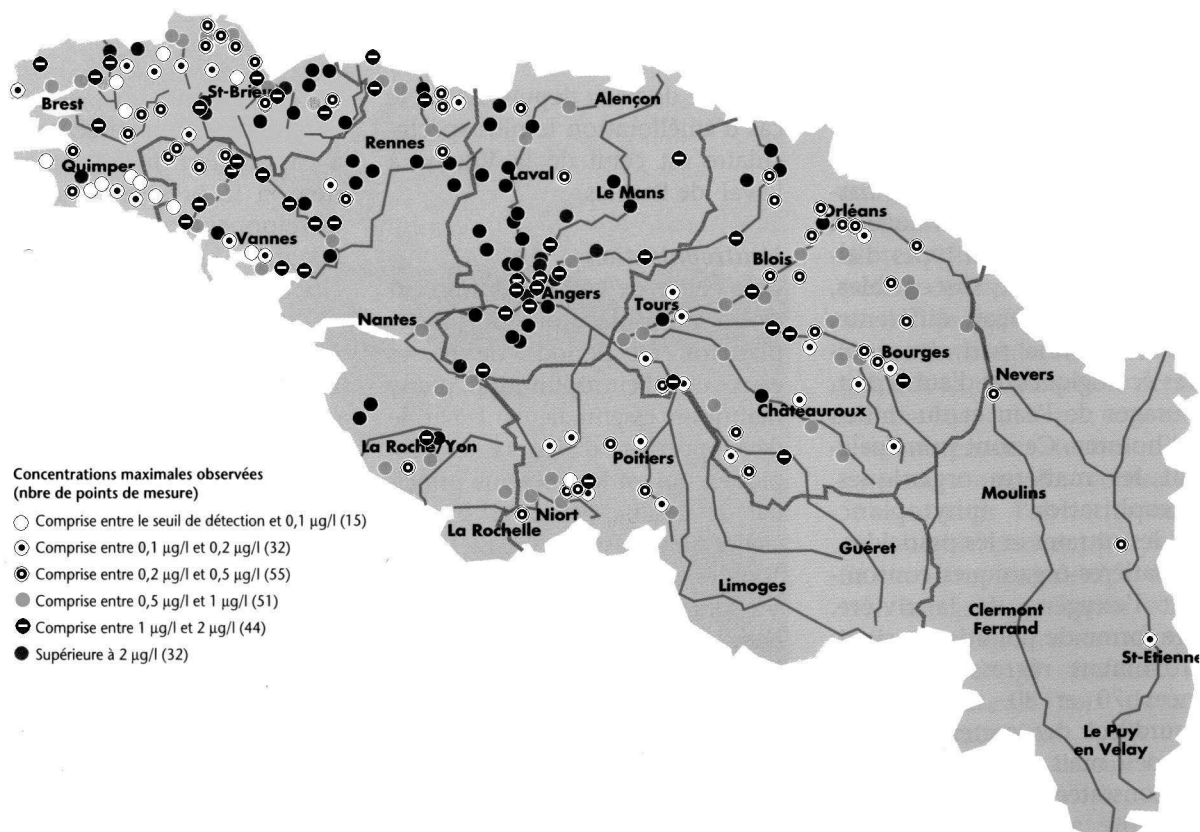 Alençon
Brest
St-Brieu
Rennes
Quimper
Laval
Le Mans
Orléans
Vannes
Blois
Angers
Tours
Nantes
Bourges
Nevers
Châteauroux
La Roche/Yon
Poitiers
Moulins
La Rochelle
Niort
Guéret
Limoges
Clermont
Ferrand
St-Etienne
Le Puy
en Velay
Concentrations maximales observées
(nbre de points de mesure)
Comprise entre le seuil de détection et 0,1 µg/l (15)
Comprise entre 0,1 µg/l et 0,2 µg/l (32)
Comprise entre 0,2 µg/l et 0,5 µg/l (55)
Comprise entre 0,5 µg/l et 1 µg/l (51)
Comprise entre 1 µg/l et 2 µg/l (44)
Supérieure à 2 µg/l (32)